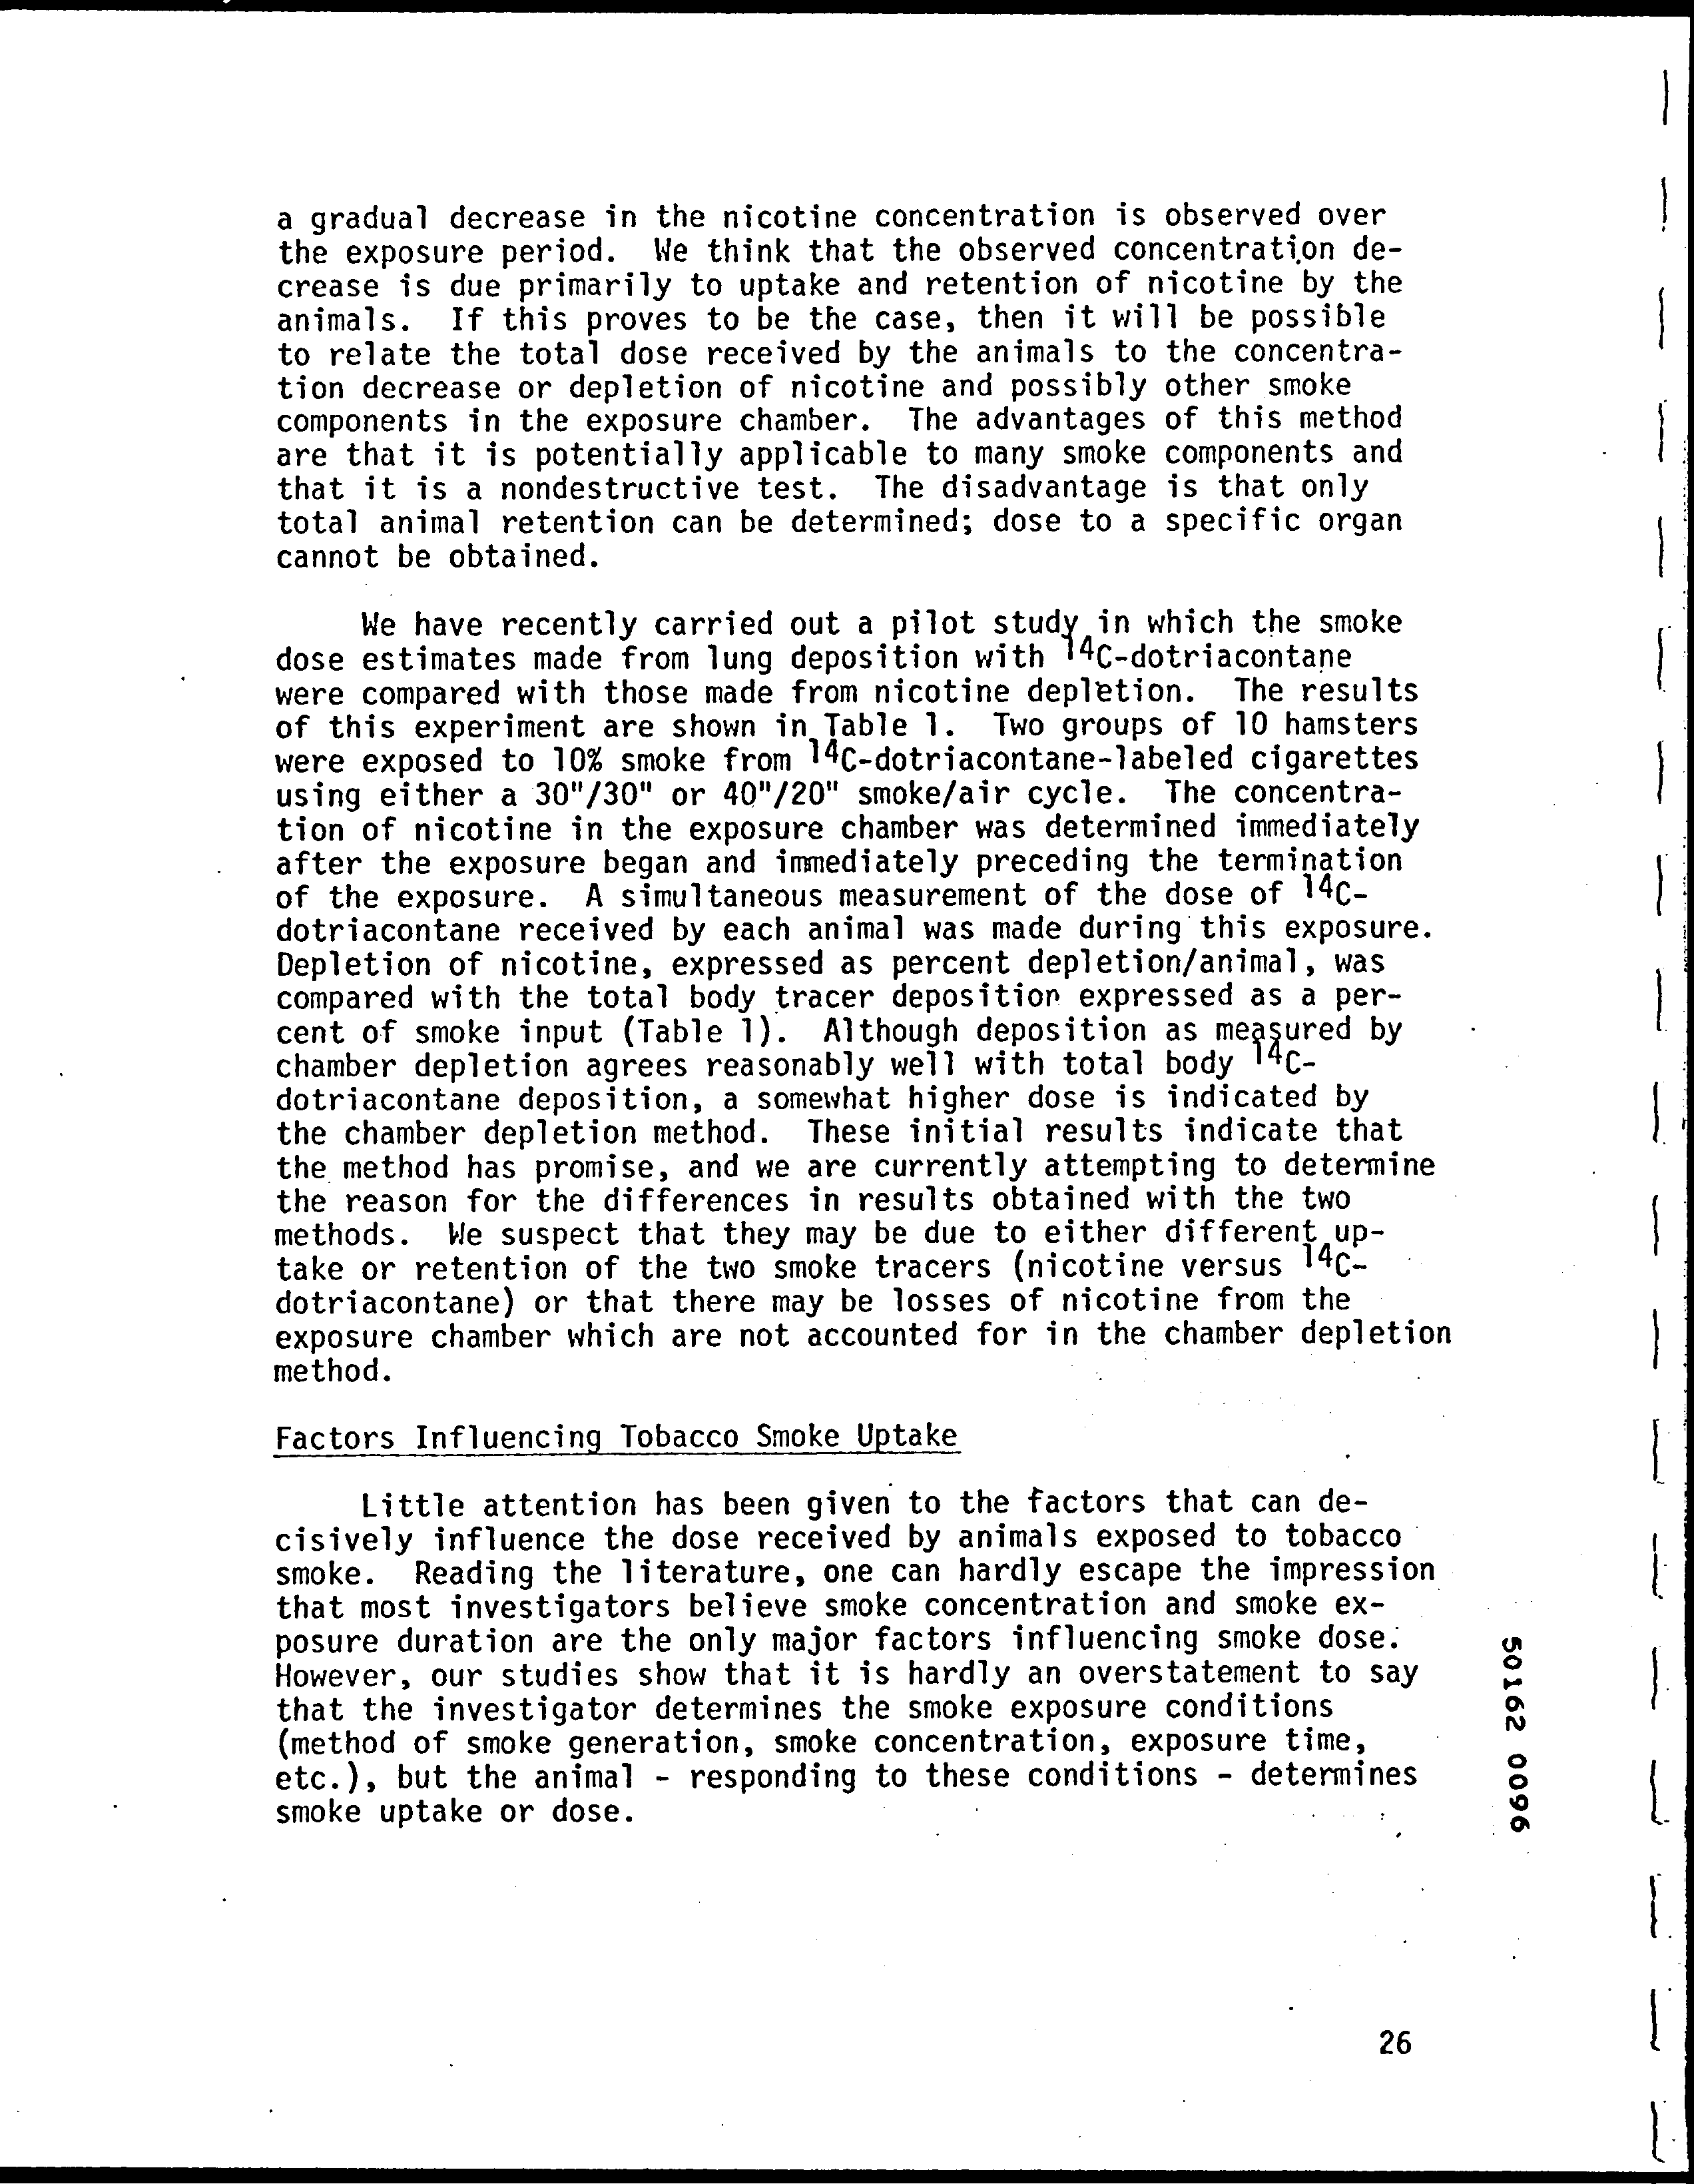 a gradual decrease in the nicotine concentration is observed over
the exposure period. We think that the observed concentration de-
crease is due primarily to uptake and retention of nicotine by the
animals. If this proves to be the case, then it will be possible
to relate the total dose received by the animals to the concentra-
tion decrease or depletion of nicotine and possibly other smoke
components in the exposure chamber. The advantages of this method
are that it is potentially applicable to many smoke components and
that it is a nondestructive test. The disadvantage is that only
total animal retention can be determined; dose to a specific organ
cannot be obtained.
We have recently carried out a pilot study in which the smoke
dose estimates made from lung deposition with 14C-dotriacontane
were compared with those made from nicotine depletion. The results
of this experiment are shown in Table 1. Two groups of 10 hamsters
were exposed to 10% smoke from 14C-dotriacontane-labeled cigarettes
using either a 30"/30" or 40"/20" smoke/air cycle. The concentra-
tion of nicotine in the exposure chamber was determined immediately
after the exposure began and immediately preceding the termination
of the exposure. A simultaneous measurement of the dose of 14C-
dotriacontane received by each animal was made during this exposure.
Depletion of nicotine, expressed as percent depletion/animal, was
compared with the total body tracer deposition expressed as a per-
cent of smoke input (Table 1). Although deposition as measured by
chamber depletion agrees reasonably well with total body 14C-
dotriacontane deposition, a somewhat higher dose is indicated by
the chamber depletion method. These initial results indicate that
the method has promise, and we are currently attempting to determine
the reason for the differences in results obtained with the two
methods. We suspect that they may be due to either different up-
take or retention of the two smoke tracers (nicotine versus 14C-
dotriacontane) or that there may be losses of nicotine from the
exposure chamber which are not accounted for in the chamber depletion
method.
Factors Influencing Tobacco Smoke Uptake
Little attention has been given to the factors that can de-
cisively influence the dose received by animals exposed to tobacco
smoke. Reading the literature, one can hardly escape the impression
that most investigators believe smoke concentration and smoke ex-
posure duration are the only major factors influencing smoke dose.
However, our studies show that it is hardly an overstatement to say
that the investigator determines the smoke exposure conditions
(method of smoke generation, smoke concentration, exposure time,
etc.), but the animal - responding to these conditions - determines
smoke uptake or dose.
50162 0096
26